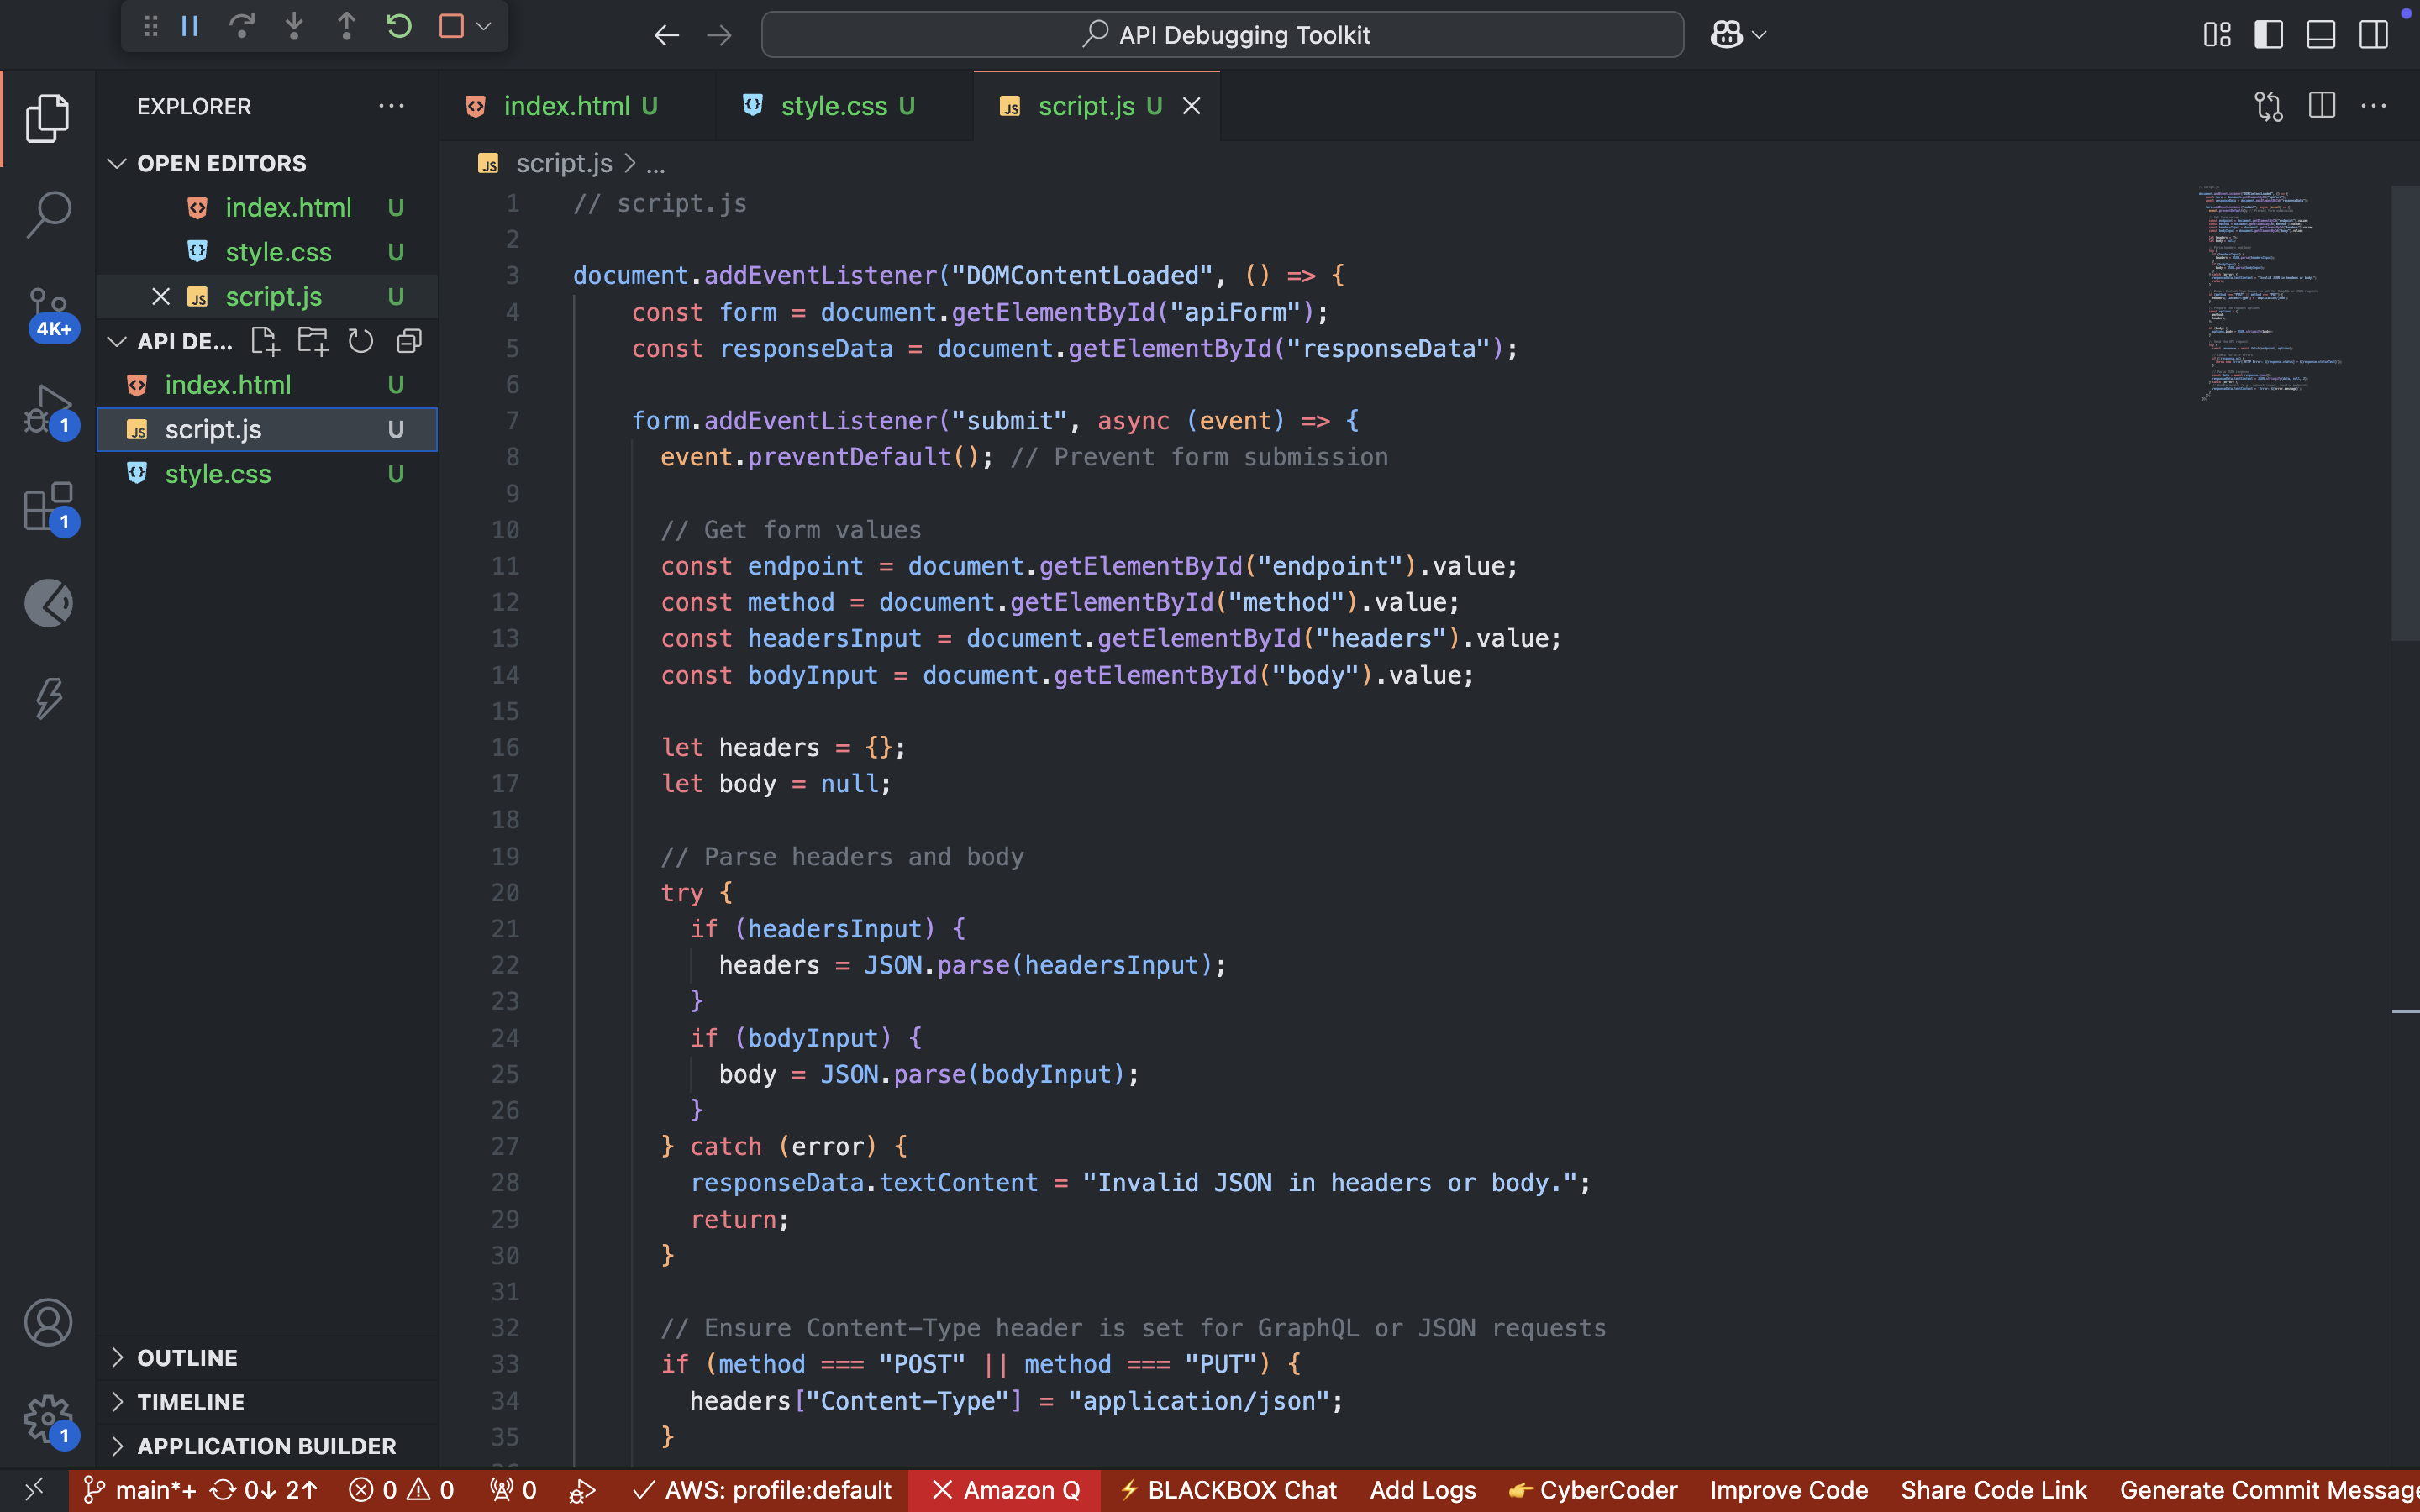 API Debugging Toolkit
EXPLORER
OPEN EDITORS
index.html U
style.css U
script.js U
API DE...
index.html U
script.js U
style.css U
4K+
1
1
OUTLINE
TIMELINE
APPLICATION BUILDER
1
index.html U
style.css U
script.js U
script.js > ...
1 // script.js
2
3 document.addEventListener("DOMContentLoaded", () => {
4 const form = document.getElementById("apiForm");
5 const responseData = document.getElementById("responseData");
6
7 form.addEventListener("submit", async (event) => {
8 event.preventDefault(); // Prevent form submission
9
10 // Get form values
11 const endpoint = document.getElementById("endpoint").value;
12 const method = document.getElementById("method").value;
13 const headersInput = document.getElementById("headers").value;
14 const bodyInput = document.getElementById("body").value;
15
16 let headers = {};
17 let body = null;
18
19 // Parse headers and body
20 try {
21 if (headersInput) {
22 headers = JSON.parse(headersInput);
23 }
24 if (bodyInput) {
25 body = JSON.parse(bodyInput);
26 }
27 } catch (error) {
28 responseData.textContent = "Invalid JSON in headers or body.";
29 return;
30 }
31
32 // Ensure Content-Type header is set for GraphQL or JSON requests
33 if (method === "POST" || method === "PUT") {
34 headers["Content-Type"] = "application/json";
35 }
main*+ 0↓ 2↑ 0 0 0 AWS: profile:default Amazon Q BLACKBOX Chat Add Logs CyberCoder Improve Code Share Code Link Generate Commit Message